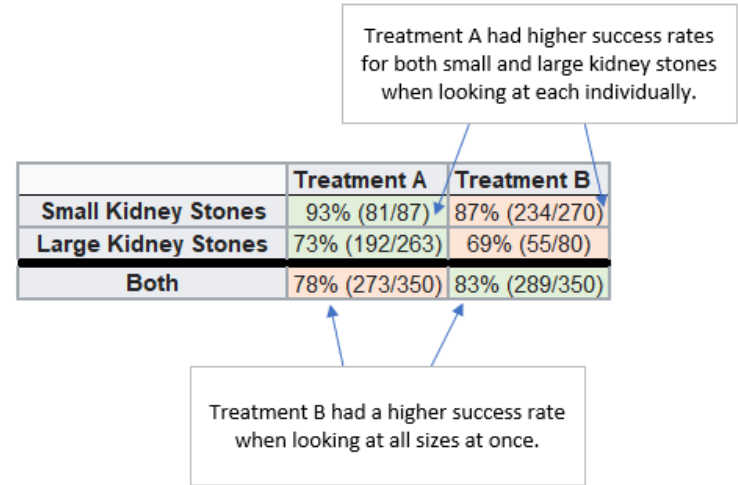 Treatment A had higher success rates
for both small and large kidney stones
when looking at each individually.
Treatment A Treatment B
Small Kidney Stones 93% (81/87) 87% (234/270)
Large Kidney Stones 73% (192/263) 69% (55/80)
Both 78% (273/350) 83% (289/350)
Treatment B had a higher success rate
when looking at all sizes at once.